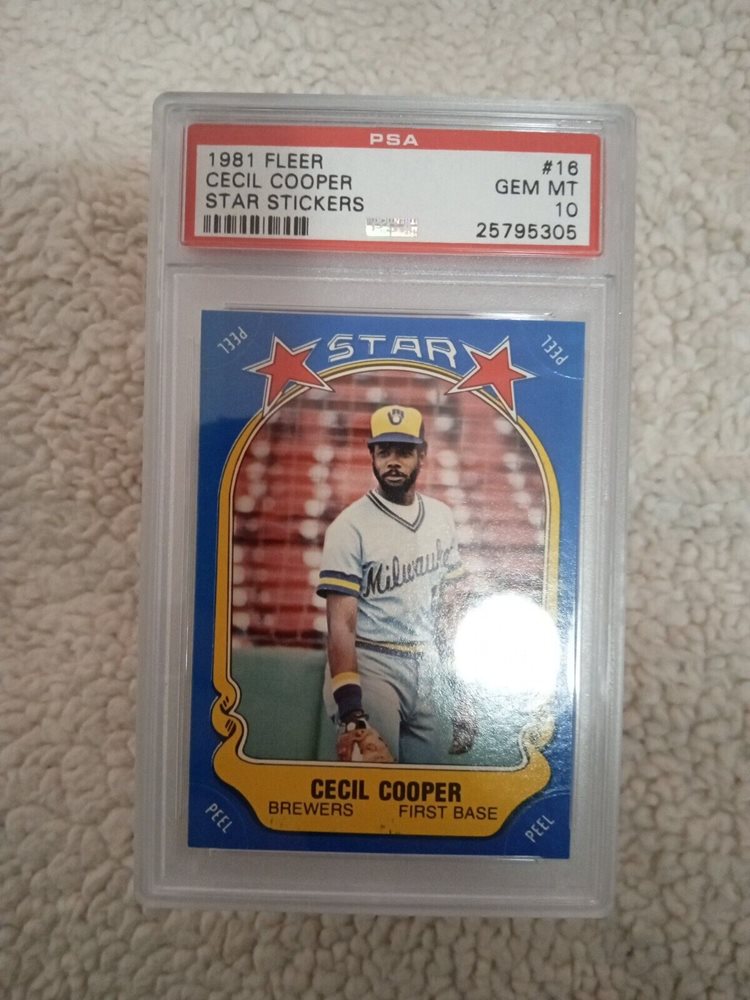 PSA
1981 FLEER #16
CECIL COOPER GEM MT
STAR STICKERS 10
25795305
PEEL STAR PEEL
Milwaukee
CECIL COOPER
BREWERS FIRST BASE
PEEL PEEL